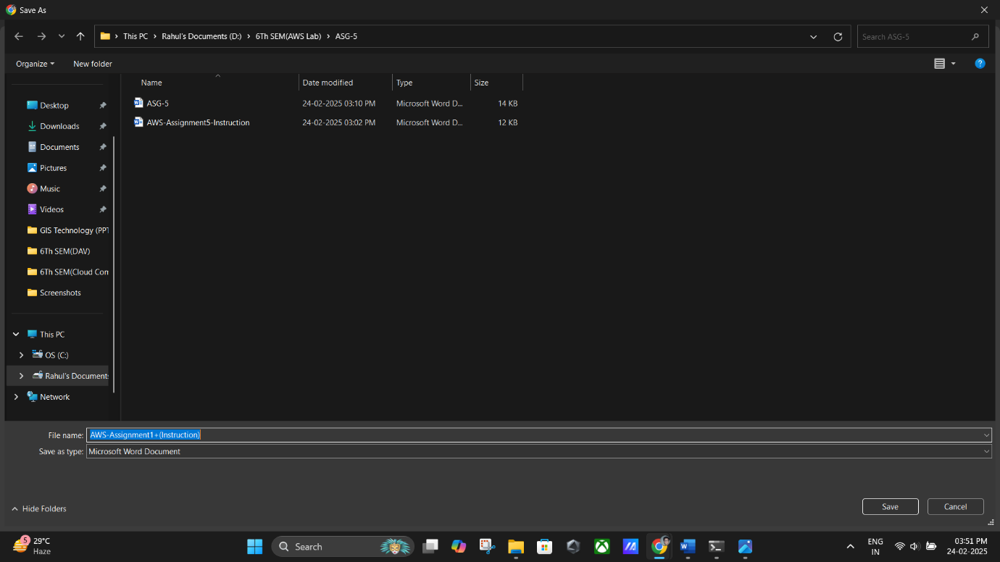 Save As
This PC > Rahul's Documents (D:) > 6Th SEM(AWS Lab) > ASG-5
Search ASG-5
Organize
New folder
Name
Date modified
Type
Size
ASG-5 24-02-2025 03:10 PM Microsoft Word D... 14 KB
AWS-Assignment5-Instruction 24-02-2025 03:02 PM Microsoft Word D... 12 KB
Desktop
Downloads
Documents
Pictures
Music
Videos
GIS Technology (PPT
6Th SEM(DAV)
6Th SEM(Cloud Com
Screenshots
This PC
OS (C:)
Rahul's Documents
Network
File name: AWS-Assignment1+(Instruction)
Save as type: Microsoft Word Document
Hide Folders
Save
Cancel
5
29°C
Haze
Search
ENG
IN
03:51 PM
24-02-2025